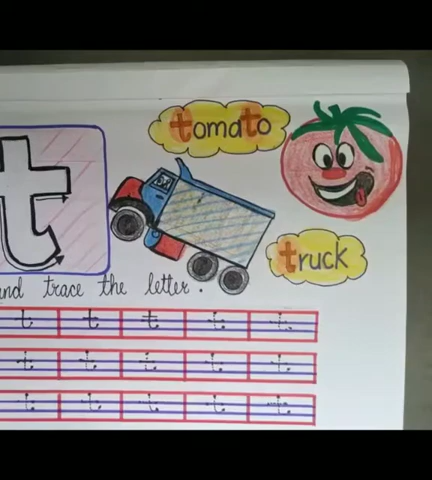 tomato
t
truck
and trace the letter.
t t t t t
t t t t t
t t t t t